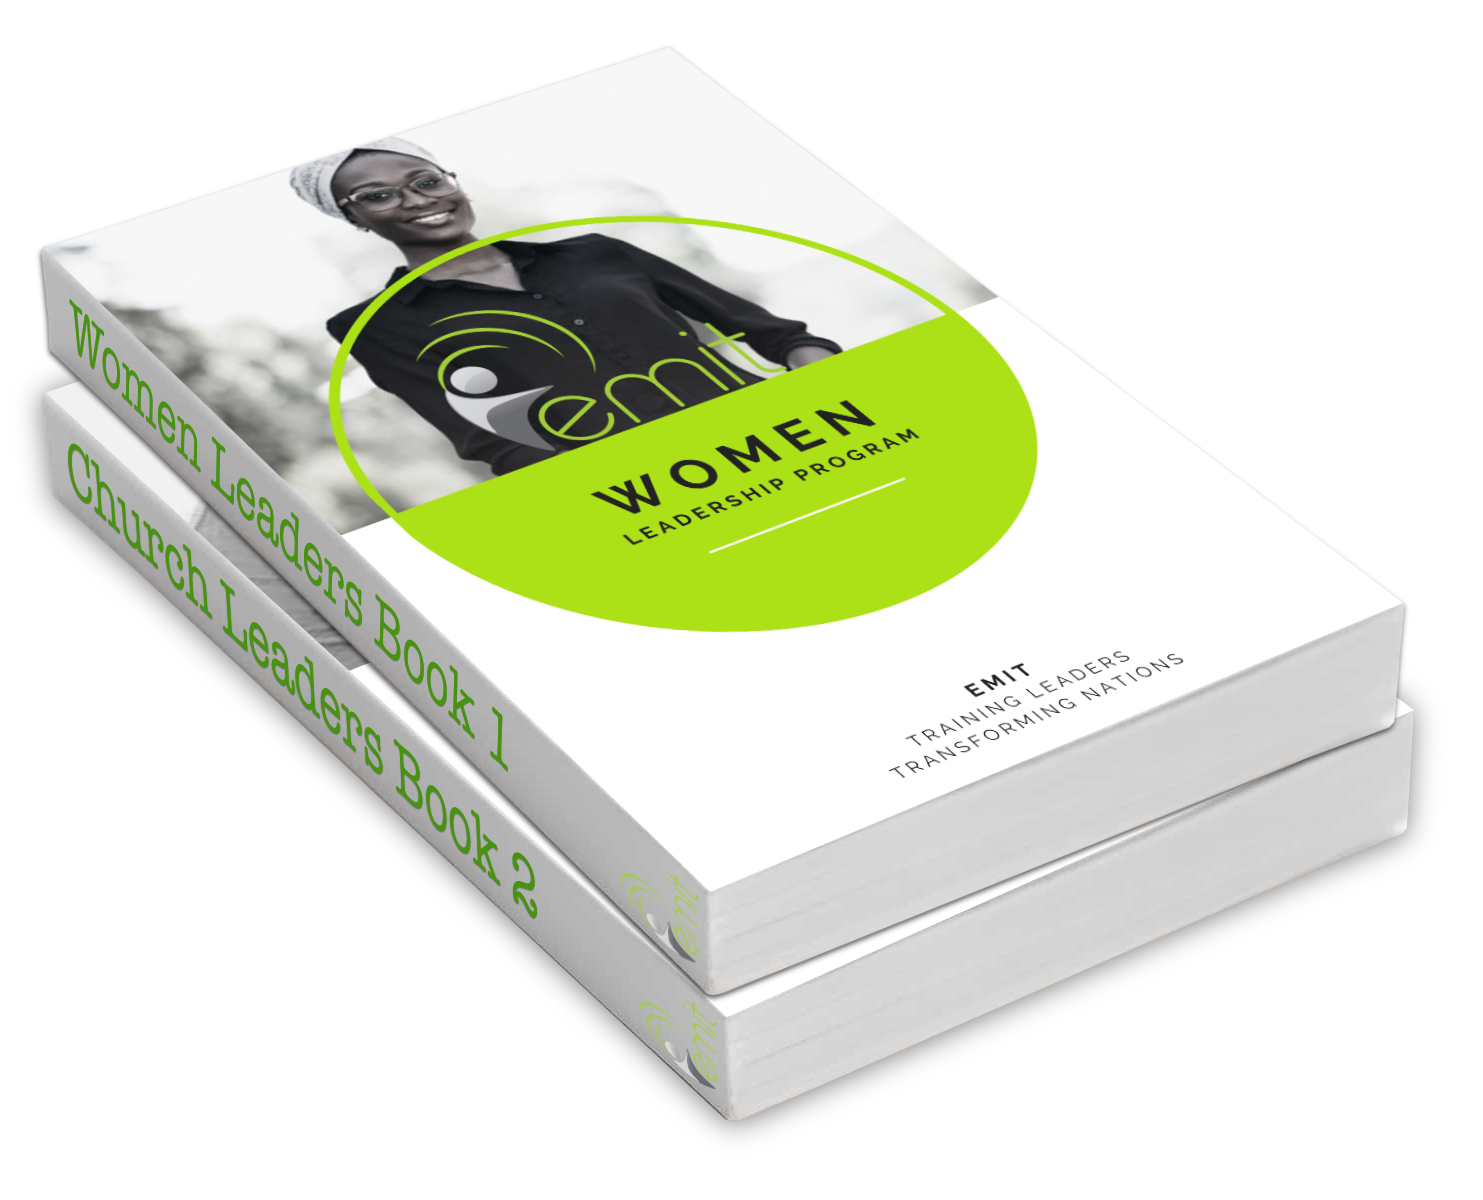 emit
WOMEN
LEADERSHIP PROGRAM
EMIT
TRAINING LEADERS
TRANSFORMING NATIONS
Women Leaders Book 1
emit
Church Leaders Book 2
emit